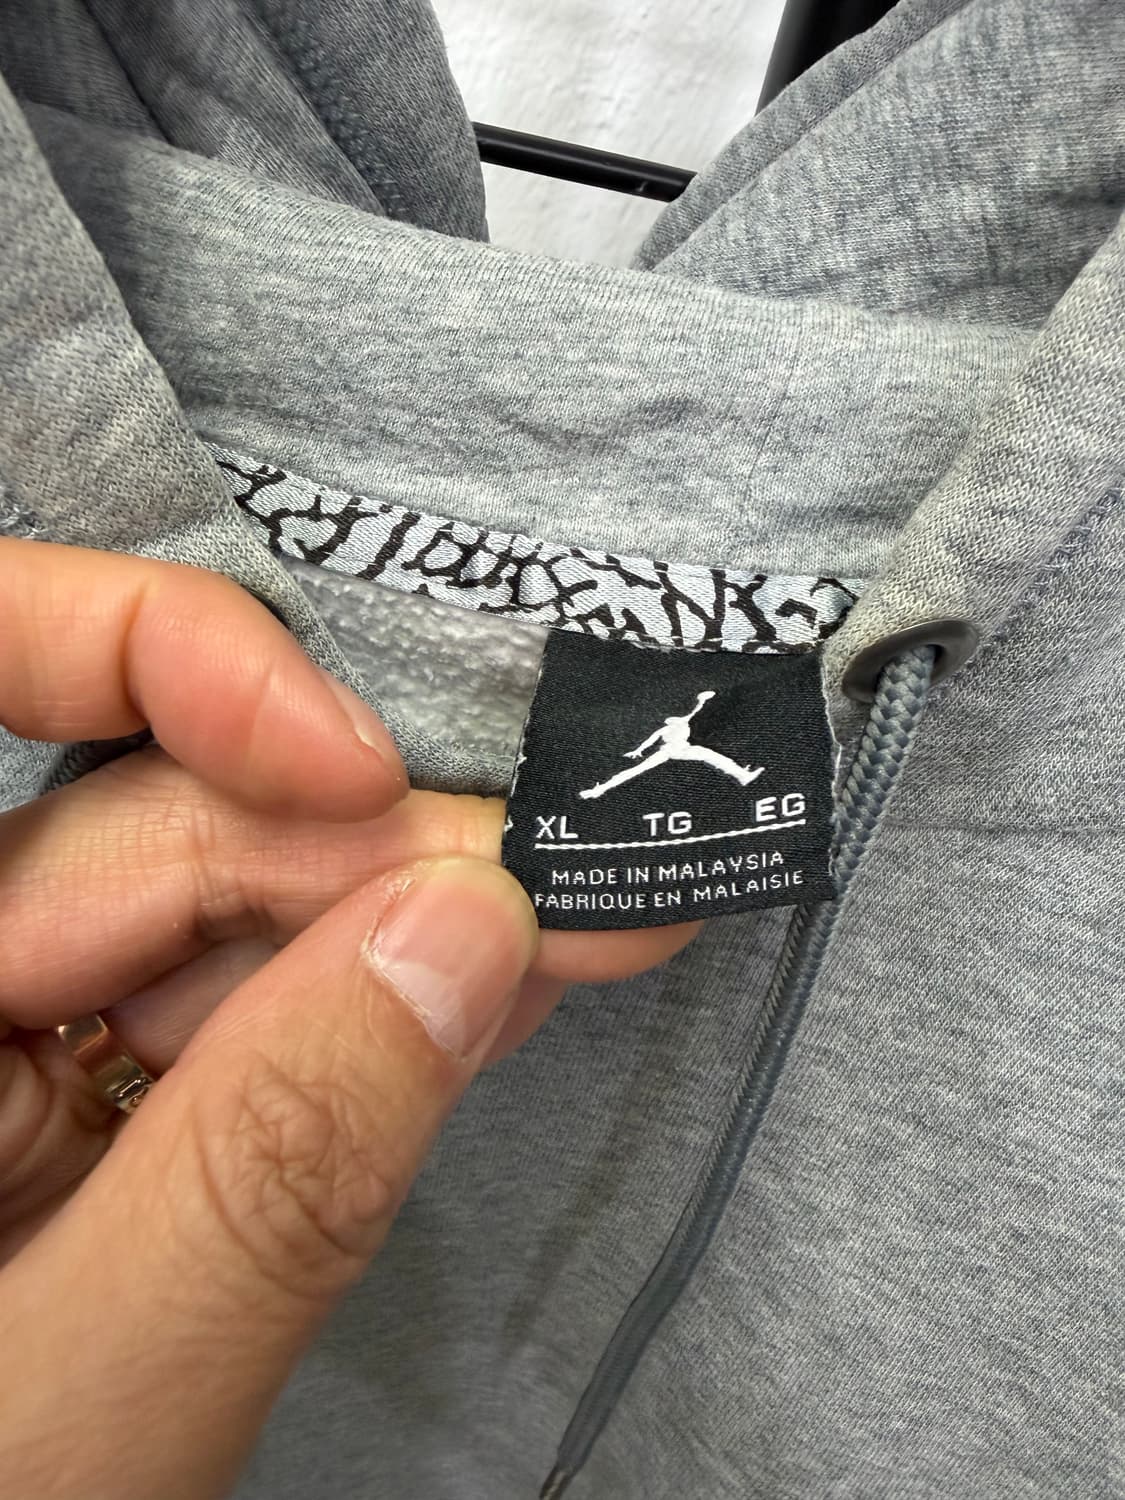 XL TG EG
MADE IN MALAYSIA
FABRIQUE EN MALAISIE